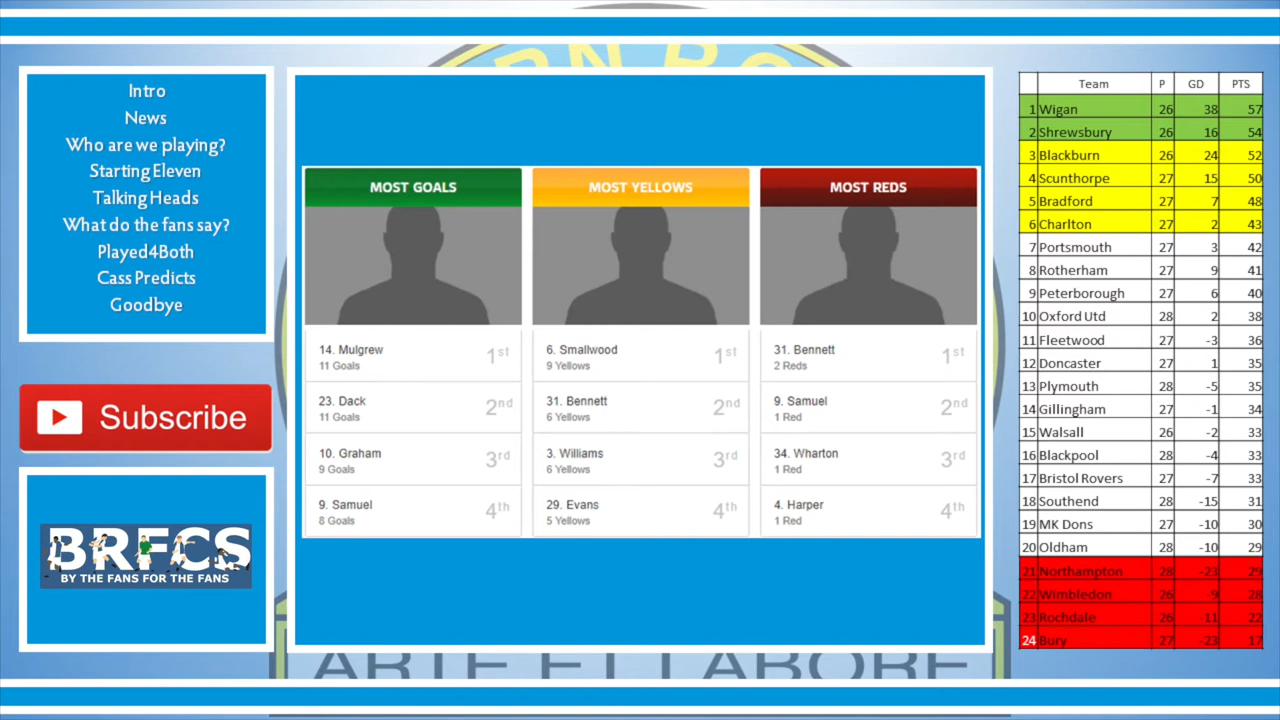 Intro
News
Who are we playing?
Starting Eleven
Talking Heads
What do the fans say?
Played4Both
Cass Predicts
Goodbye
Subscribe
BRFCS
BY THE FANS FOR THE FANS
RN RO
MOST GOALS
14. Mulgrew 1st
11 Goals
23. Dack 2nd
11 Goals
10. Graham 3rd
9 Goals
9. Samuel 4th
8 Goals
MOST YELLOWS
6. Smallwood 1st
9 Yellows
31. Bennett 2nd
6 Yellows
3. Williams 3rd
6 Yellows
29. Evans 4th
5 Yellows
MOST REDS
31. Bennett 1st
2 Reds
9. Samuel 2nd
1 Red
34. Wharton 3rd
1 Red
4. Harper 4th
1 Red
ARTE ET LABORE
Team P GD PTS
1 Wigan 26 38 57
2 Shrewsbury 26 16 54
3 Blackburn 26 24 52
4 Scunthorpe 27 15 50
5 Bradford 27 7 48
6 Charlton 27 2 43
7 Portsmouth 27 3 42
8 Rotherham 27 9 41
9 Peterborough 27 6 40
10 Oxford Utd 28 2 38
11 Fleetwood 27 -3 36
12 Doncaster 27 1 35
13 Plymouth 28 -5 35
14 Gillingham 27 -1 34
15 Walsall 26 -2 33
16 Blackpool 28 -4 33
17 Bristol Rovers 27 -7 33
18 Southend 28 -15 31
19 MK Dons 27 -10 30
20 Oldham 28 -10 29
21 Northampton 28 -23 29
22 Wimbledon 26 -9 28
23 Rochdale 26 -11 22
24 Bury 27 -23 17